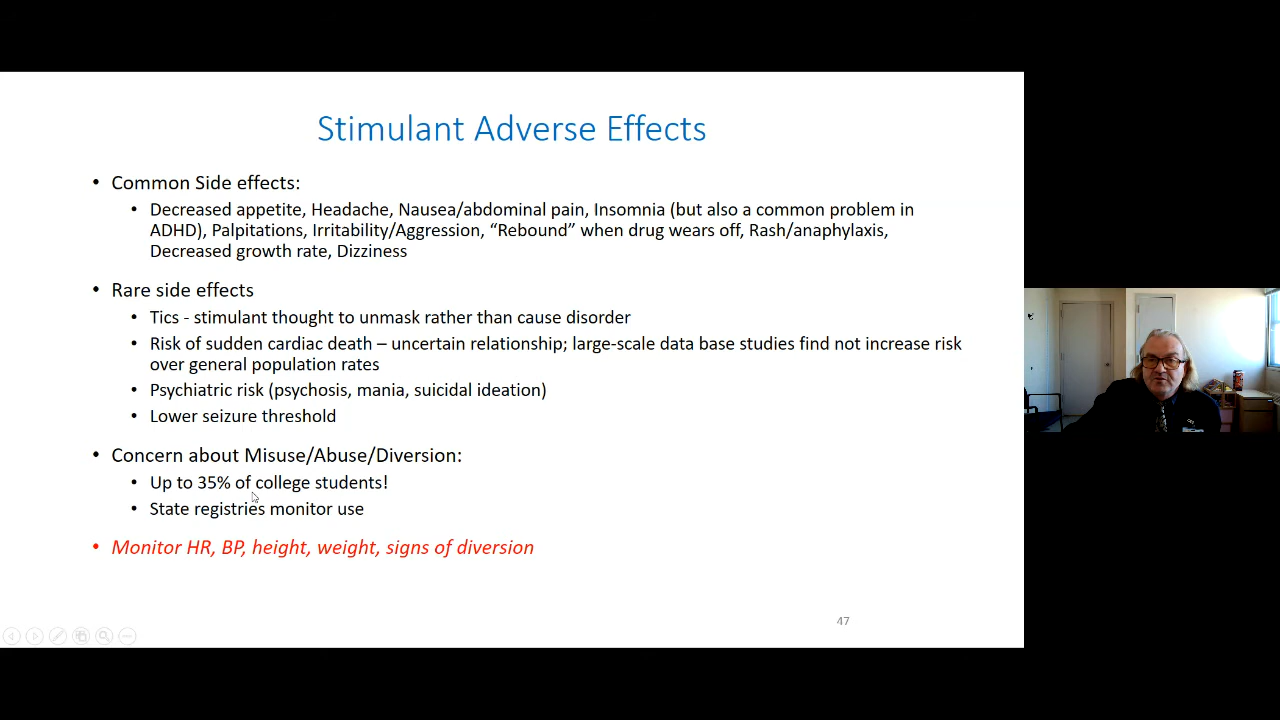 Stimulant Adverse Effects
• Common Side effects:
• Decreased appetite, Headache, Nausea/abdominal pain, Insomnia (but also a common problem in
ADHD), Palpitations, Irritability/Aggression, “Rebound” when drug wears off, Rash/anaphylaxis,
Decreased growth rate, Dizziness
• Rare side effects
• Tics - stimulant thought to unmask rather than cause disorder
• Risk of sudden cardiac death – uncertain relationship; large-scale data base studies find not increase risk
over general population rates
• Psychiatric risk (psychosis, mania, suicidal ideation)
• Lower seizure threshold
• Concern about Misuse/Abuse/Diversion:
• Up to 35% of college students!
• State registries monitor use
• Monitor HR, BP, height, weight, signs of diversion
47